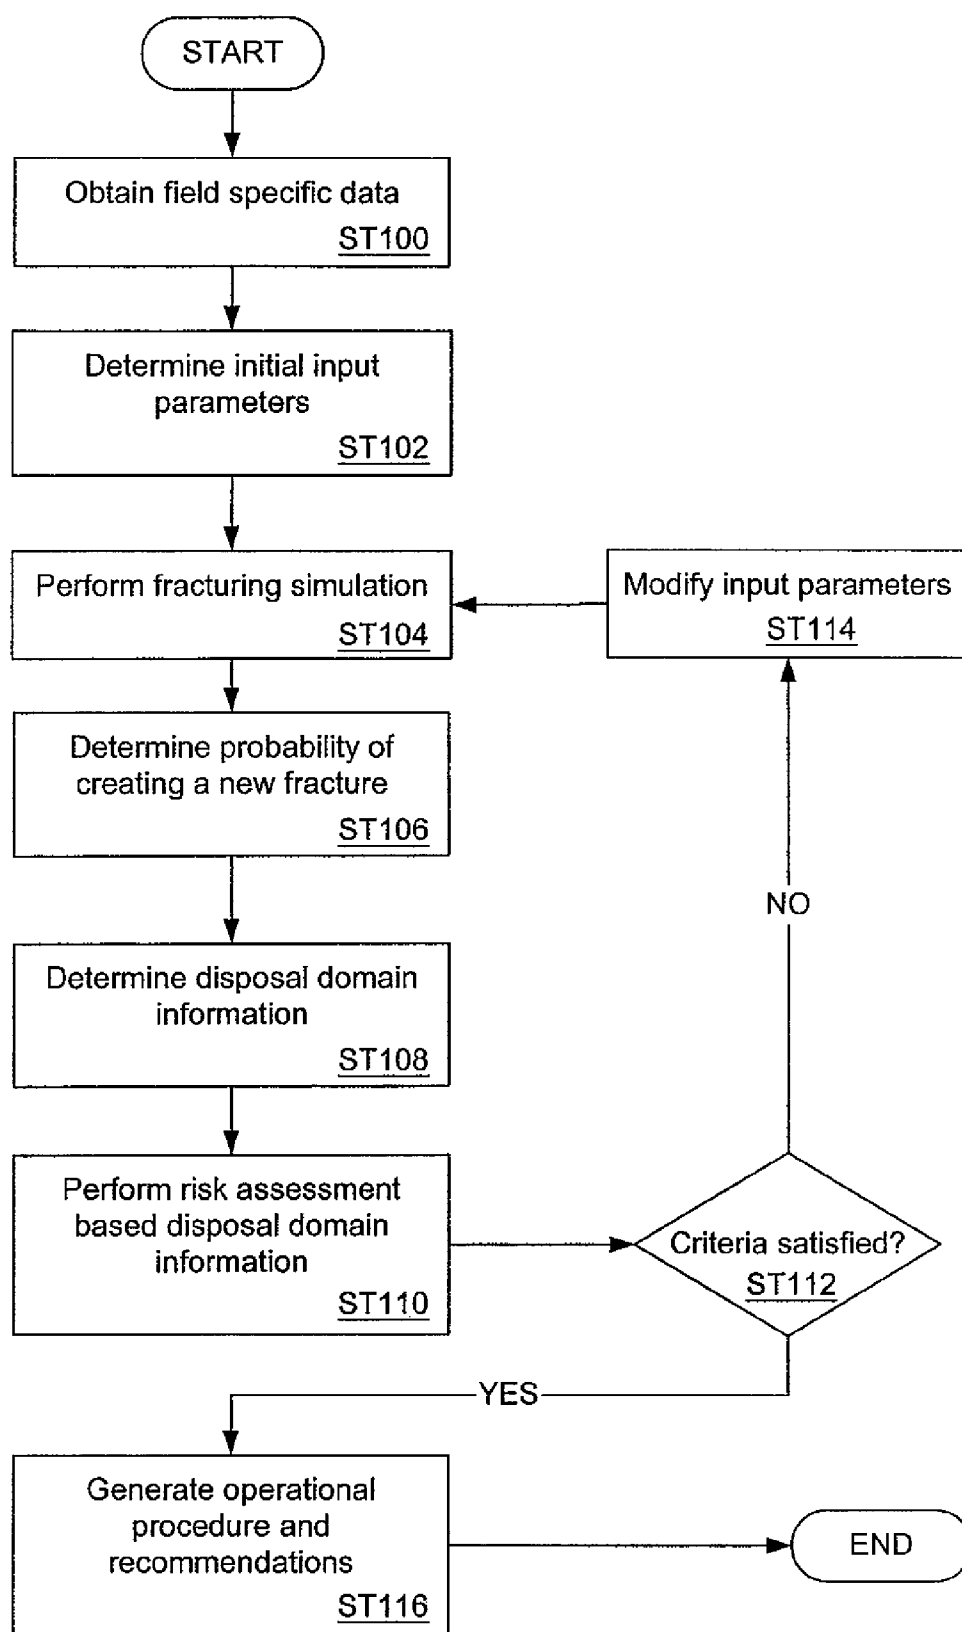 START
Obtain field specific data
ST100
Determine initial input
parameters
ST102
Perform fracturing simulation
ST104
Modify input parameters
ST114
Determine probability of
creating a new fracture
ST106
NO
Determine disposal domain
information
ST108
Perform risk assessment
based disposal domain
information
ST110
Criteria satisfied?
ST112
YES
Generate operational
procedure and
recommendations
ST116
END